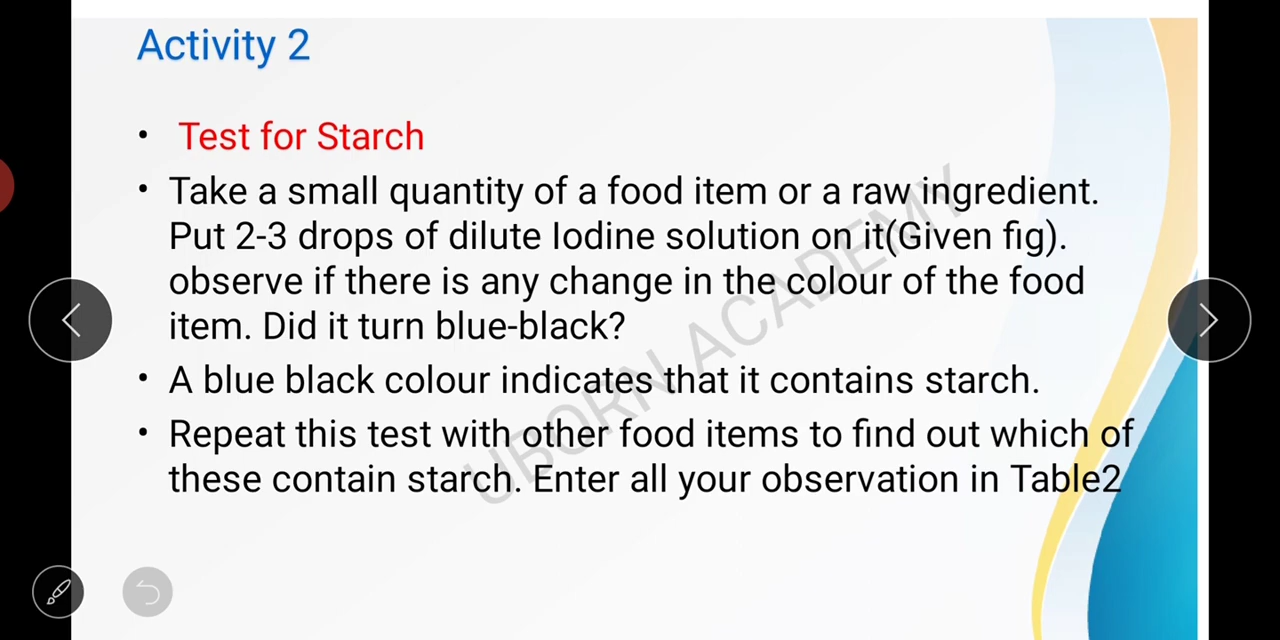 Activity 2
• Test for Starch
• Take a small quantity of a food item or a raw ingredient.
Put 2-3 drops of dilute Iodine solution on it(Given fig).
observe if there is any change in the colour of the food
item. Did it turn blue-black?
• A blue black colour indicates that it contains starch.
• Repeat this test with other food items to find out which of
these contain starch. Enter all your observation in Table2
UBORN ACADEMY